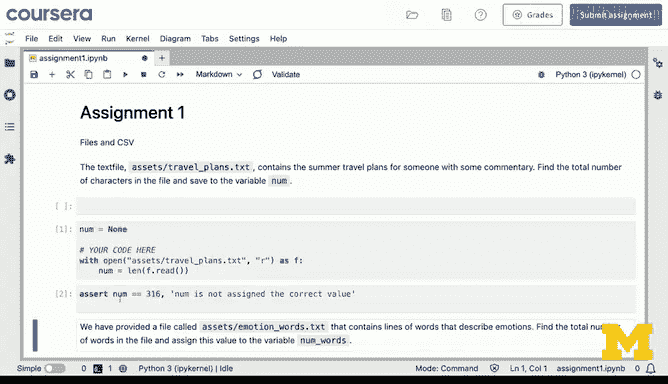 coursera
Grades
Submit assignment
File Edit View Run Kernel Diagram Tabs Settings Help
assignment1.ipynb
Markdown
Validate
Python 3 (ipykernel)
Assignment 1
Files and CSV
The textfile, assets/travel_plans.txt, contains the summer travel plans for someone with some commentary. Find the total number
of characters in the file and save to the variable num.
[ ]:
[1]: num = None
# YOUR CODE HERE
with open("assets/travel_plans.txt", "r") as f:
num = len(f.read())
[2]: assert num == 316, 'num is not assigned the correct value'
We have provided a file called assets/emotion_words.txt that contains lines of words that describe emotions. Find the total
of words in the file and assign this value to the variable num_words.
M
Simple 0 1 Python 3 (ipykernel) | Idle Mode: Command Ln 1, Col 1 assignment1.ipynb 0